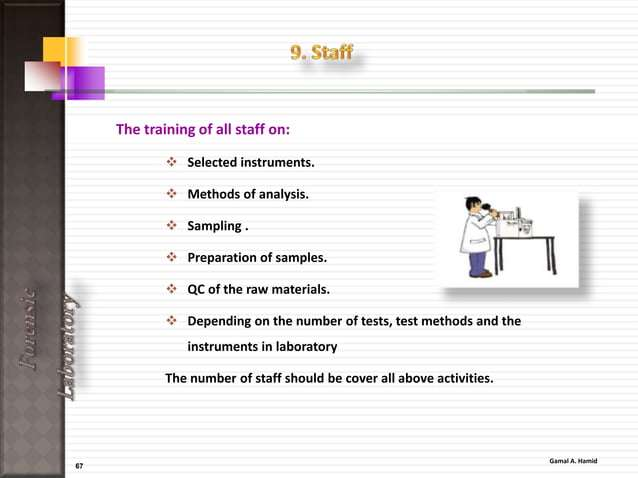 9. Staff
The training of all staff on:
❖ Selected instruments.
❖ Methods of analysis.
❖ Sampling .
❖ Preparation of samples.
❖ QC of the raw materials.
❖ Depending on the number of tests, test methods and the
instruments in laboratory
The number of staff should be cover all above activities.
Forensic
Laboratory
67
Gamal A. Hamid